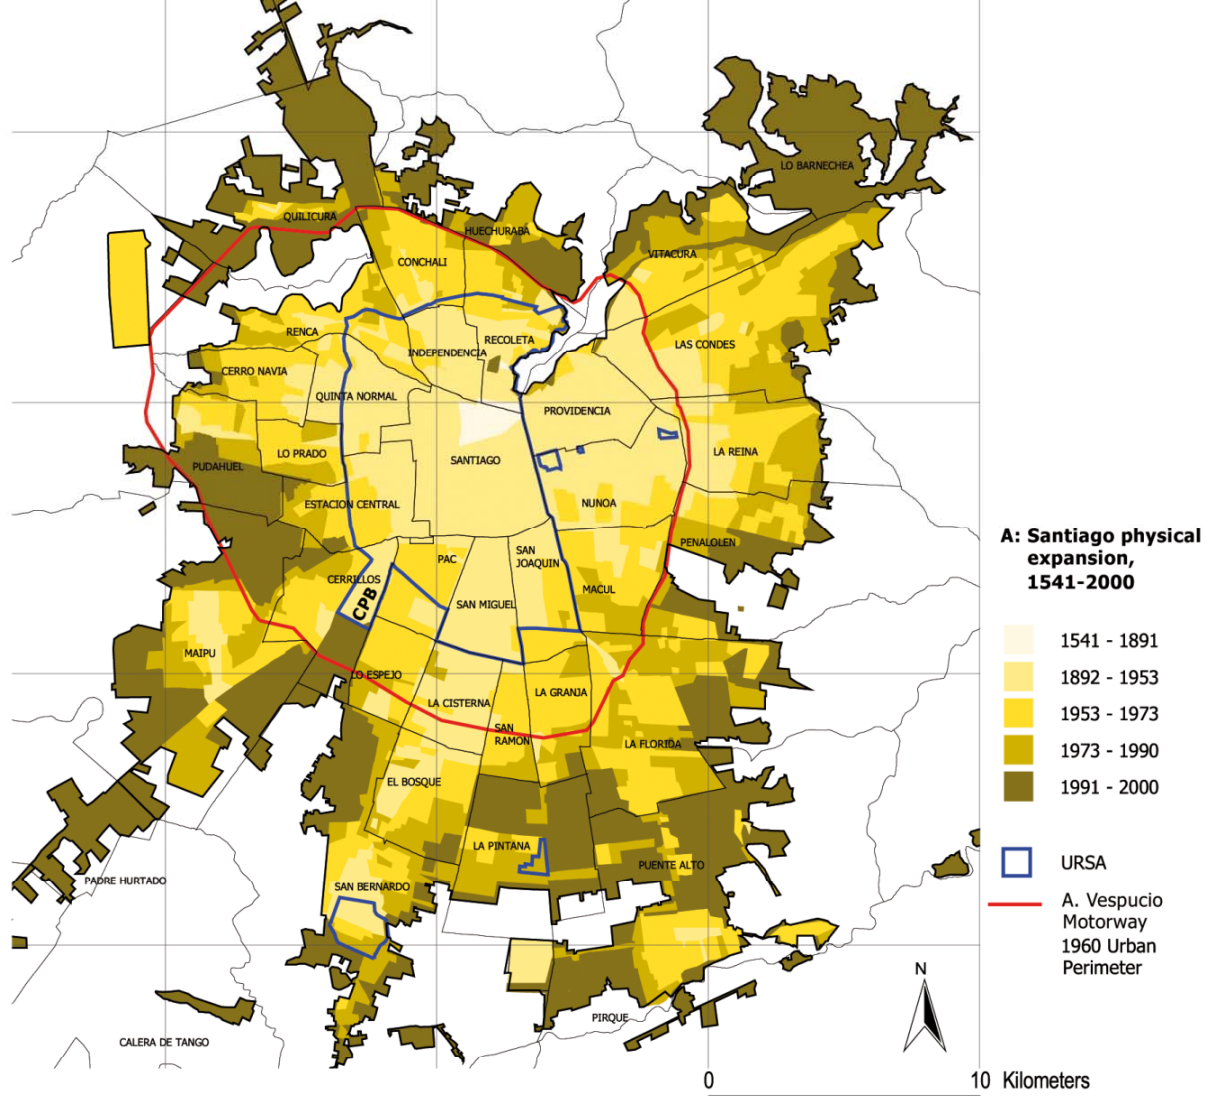 LO BARNECHEA
QUILICURA
HUECHURABA
VITACURA
CONCHALI
RENCA
RECOLETA
INDEPENDENCIA
LAS CONDES
CERRO NAVIA
QUINTA NORMAL
PROVIDENCIA
LO PRADO
PUDAHUEL
SANTIAGO
LA REINA
ESTACION CENTRAL
NUNOA
PENALOLEN
SAN
JOAQUIN
PAC
CERRILLOS
CPB
MACUL
SAN MIGUEL
MAIPU
LO ESPEJO
LA GRANJA
LA CISTERNA
SAN
RAMON
LA FLORIDA
EL BOSQUE
LA PINTANA
PUENTE ALTO
PADRE HURTADO
SAN BERNARDO
PIRQUE
CALERA DE TANGO
A: Santiago physical
expansion,
1541-2000
1541 - 1891
1892 - 1953
1953 - 1973
1973 - 1990
1991 - 2000
URSA
A. Vespucio
Motorway
1960 Urban
Perimeter
N
0 10 Kilometers